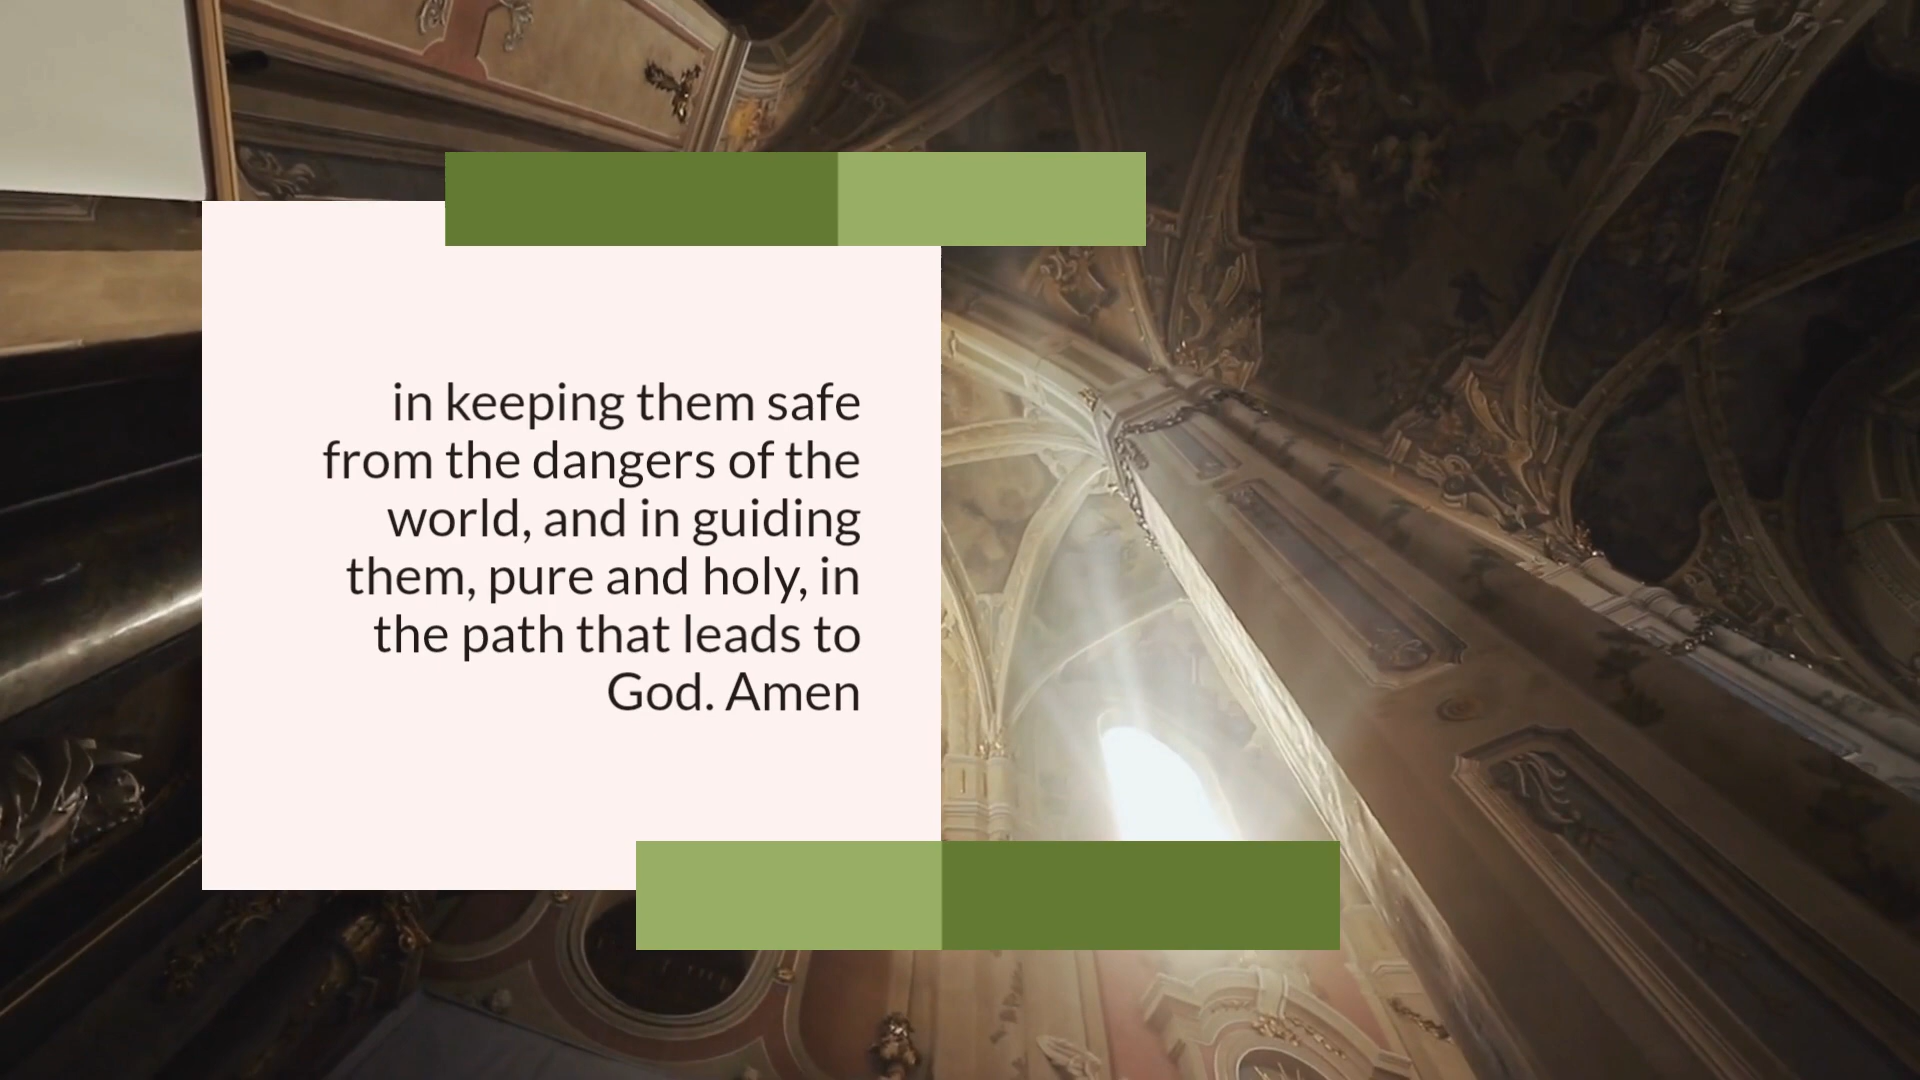 in keeping them safe
from the dangers of the
world, and in guiding
them, pure and holy, in
the path that leads to
God. Amen